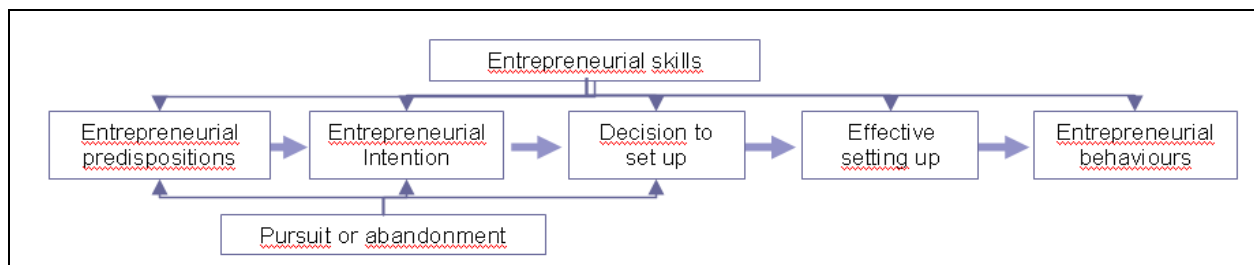 Entrepreneurial skills
Entrepreneurial
predispositions
Entrepreneurial
Intention
Decision to
set up
Effective
setting up
Entrepreneurial
behaviours
Pursuit or abandonment